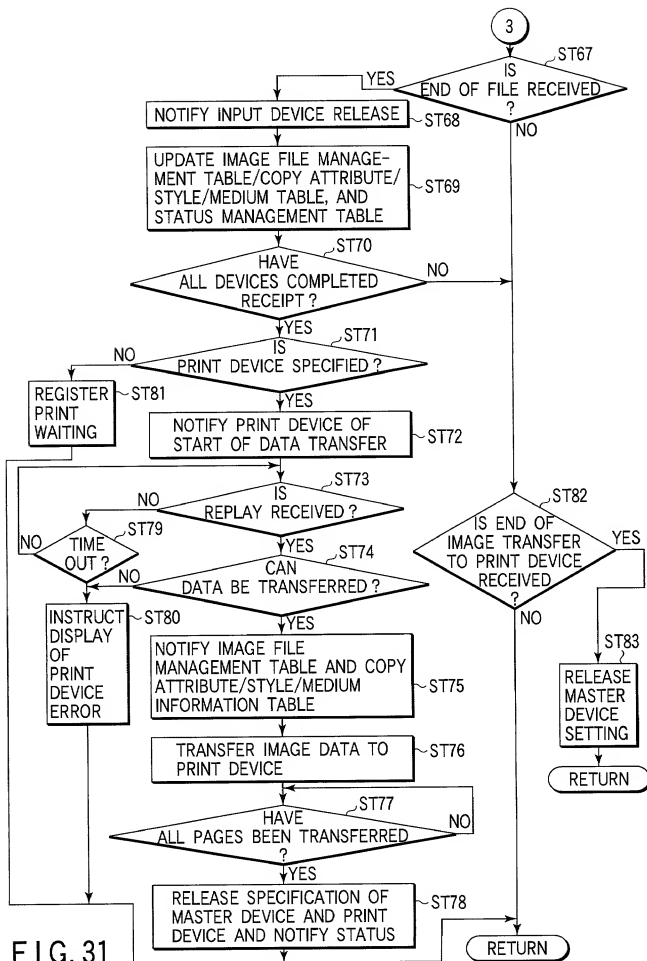 3
ST67
IS
END OF FILE RECEIVED
?
YES
NO
NOTIFY INPUT DEVICE RELEASE
ST68
UPDATE IMAGE FILE MANAGE-
MENT TABLE/COPY ATTRIBUTE/
STYLE/MEDIUM TABLE, AND
STATUS MANAGEMENT TABLE
ST69
ST70
HAVE
ALL DEVICES COMPLETED
RECEIPT ?
NO
YES
ST71
IS
PRINT DEVICE SPECIFIED ?
NO
YES
REGISTER
PRINT
WAITING
ST81
NOTIFY PRINT DEVICE OF
START OF DATA TRANSFER
ST72
ST73
IS
REPLAY RECEIVED ?
NO
YES
ST79
TIME
OUT ?
NO
ST74
CAN
DATA BE TRANSFERRED ?
NO
YES
ST80
INSTRUCT
DISPLAY
OF
PRINT
DEVICE
ERROR
NOTIFY IMAGE FILE
MANAGEMENT TABLE AND COPY
ATTRIBUTE/STYLE/MEDIUM
INFORMATION TABLE
ST75
TRANSFER IMAGE DATA TO
PRINT DEVICE
ST76
ST77
HAVE
ALL PAGES BEEN TRANSFERRED
?
NO
YES
RELEASE SPECIFICATION OF
MASTER DEVICE AND PRINT
DEVICE AND NOTIFY STATUS
ST78
ST82
IS END OF
IMAGE TRANSFER
TO PRINT DEVICE
RECEIVED
?
YES
NO
ST83
RELEASE
MASTER
DEVICE
SETTING
RETURN
RETURN
FIG. 31